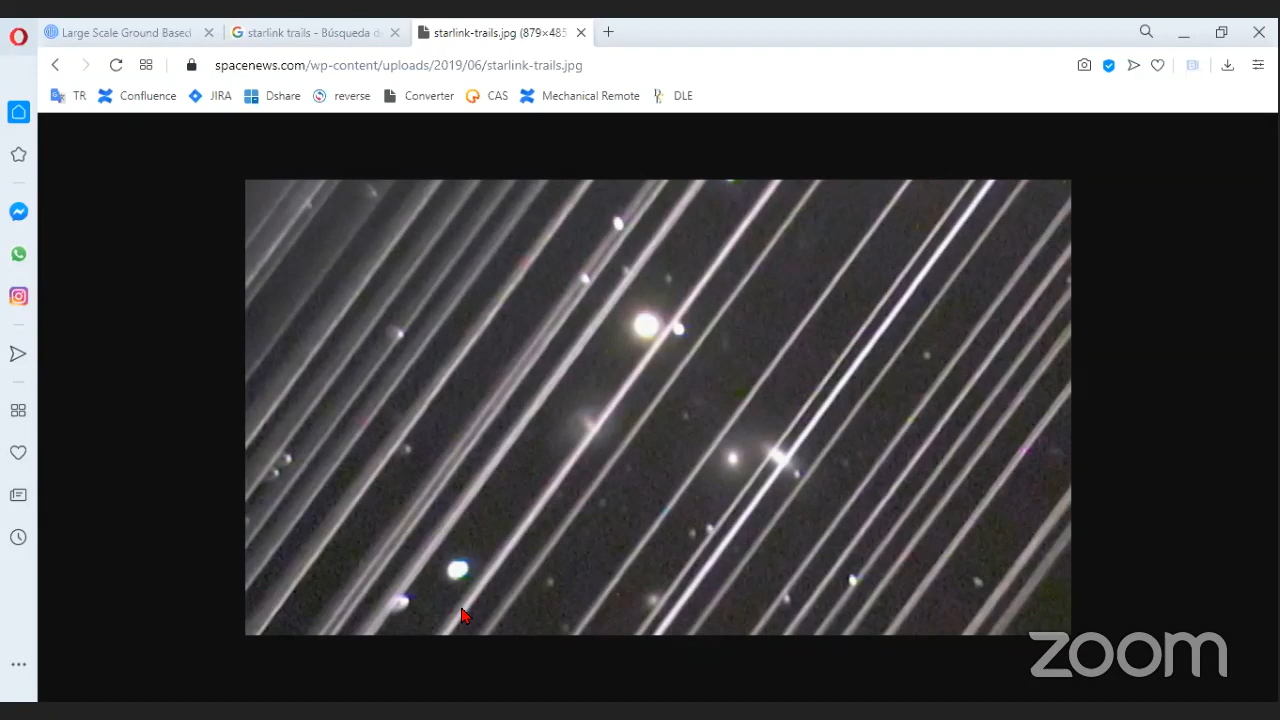 Large Scale Ground Based
starlink trails - Búsqueda d
starlink-trails.jpg (879×485
spacenews.com/wp-content/uploads/2019/06/starlink-trails.jpg
TR Confluence JIRA Dshare reverse Converter CAS Mechanical Remote DLE
zoom